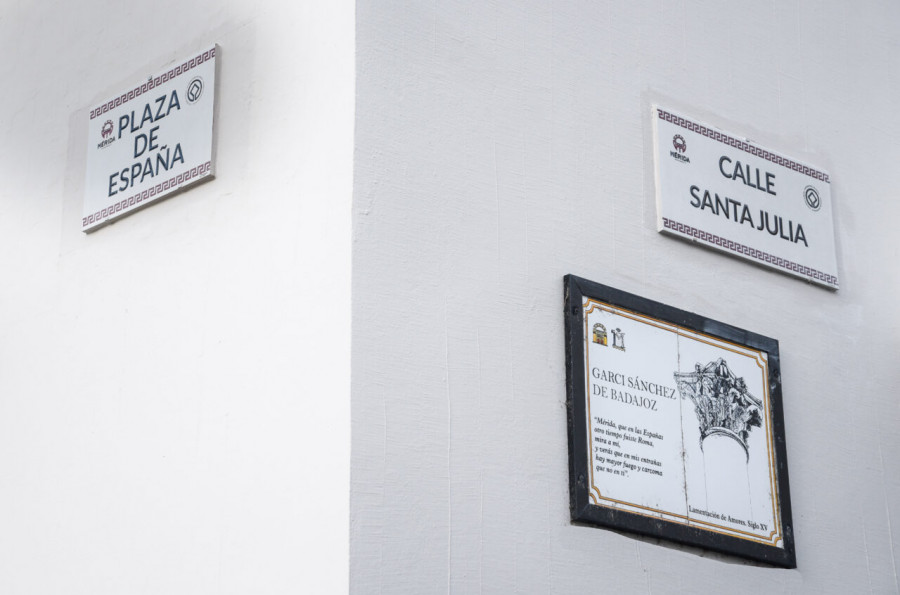 MÉRIDA
PLAZA
DE
ESPAÑA
MÉRIDA
CALLE
SANTA JULIA
GARCI SÁNCHEZ
DE BADAJOZ
"Mérida, que en las Españas
otro tiempo fuiste Roma,
mira a mí,
y verás que en mis entrañas
hay mayor fuego y carcoma
que no en ti".
Lamentación de Amores. Siglo XV